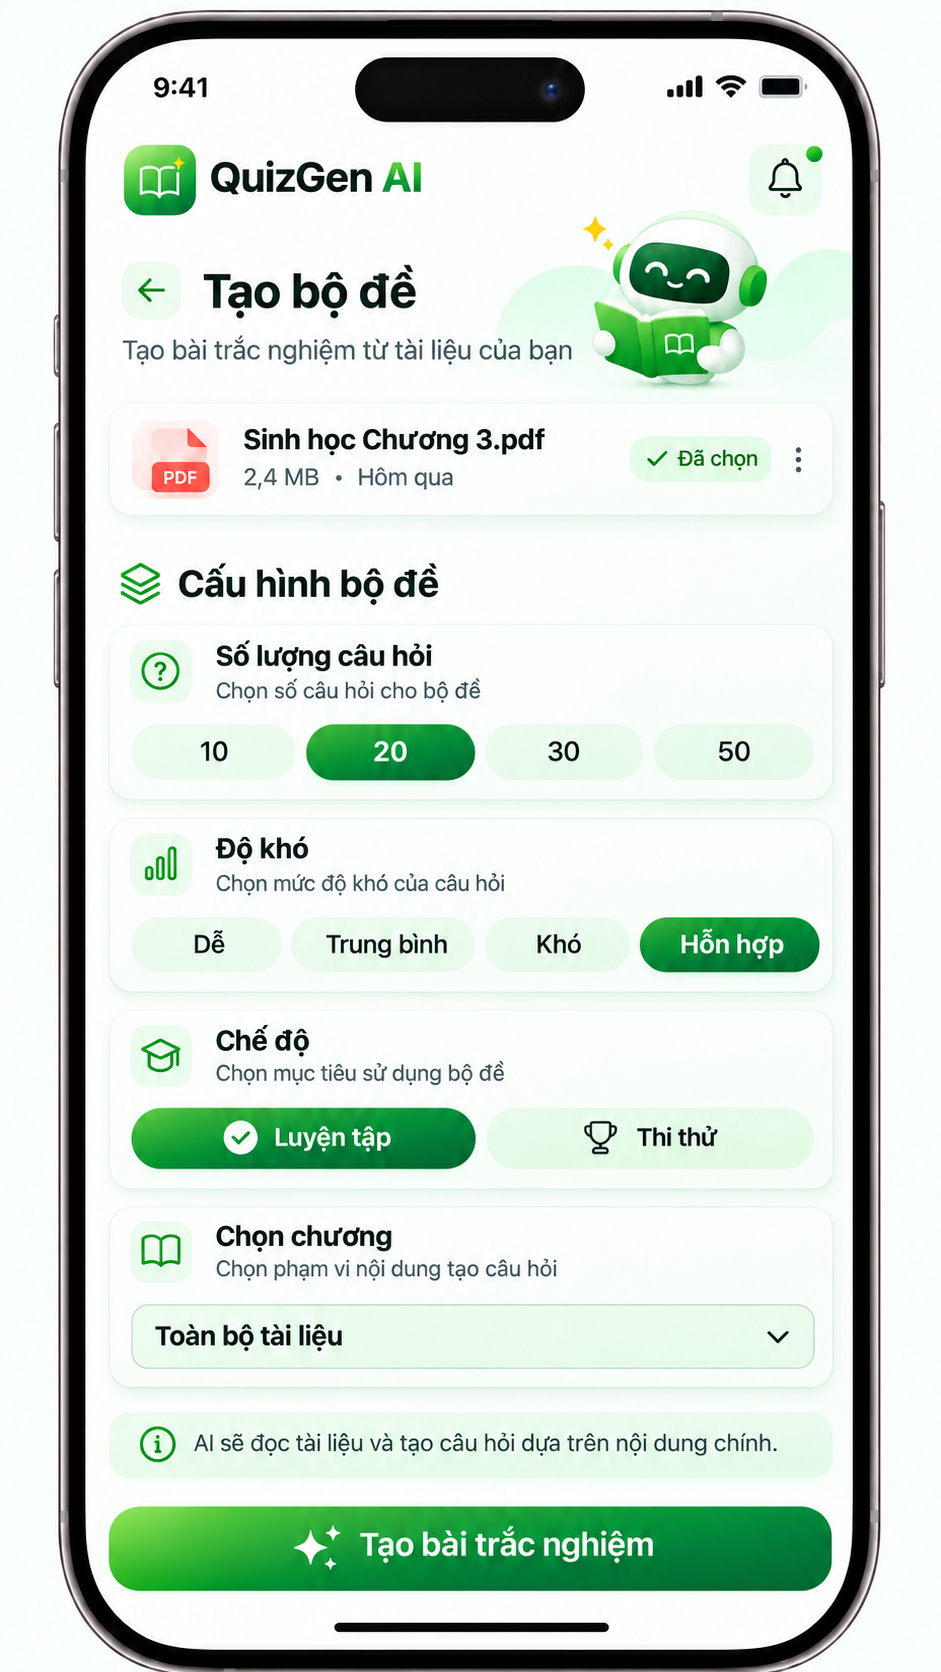 9:41
QuizGen AI
Tạo bộ đề
Tạo bài trắc nghiệm từ tài liệu của bạn
PDF
Sinh học Chương 3.pdf
2,4 MB • Hôm qua
Đã chọn
Cấu hình bộ đề
Số lượng câu hỏi
Chọn số câu hỏi cho bộ đề
10 20 30 50
Độ khó
Chọn mức độ khó của câu hỏi
Dễ Trung bình Khó Hỗn hợp
Chế độ
Chọn mục tiêu sử dụng bộ đề
Luyện tập Thi thử
Chọn chương
Chọn phạm vi nội dung tạo câu hỏi
Toàn bộ tài liệu
AI sẽ đọc tài liệu và tạo câu hỏi dựa trên nội dung chính.
Tạo bài trắc nghiệm